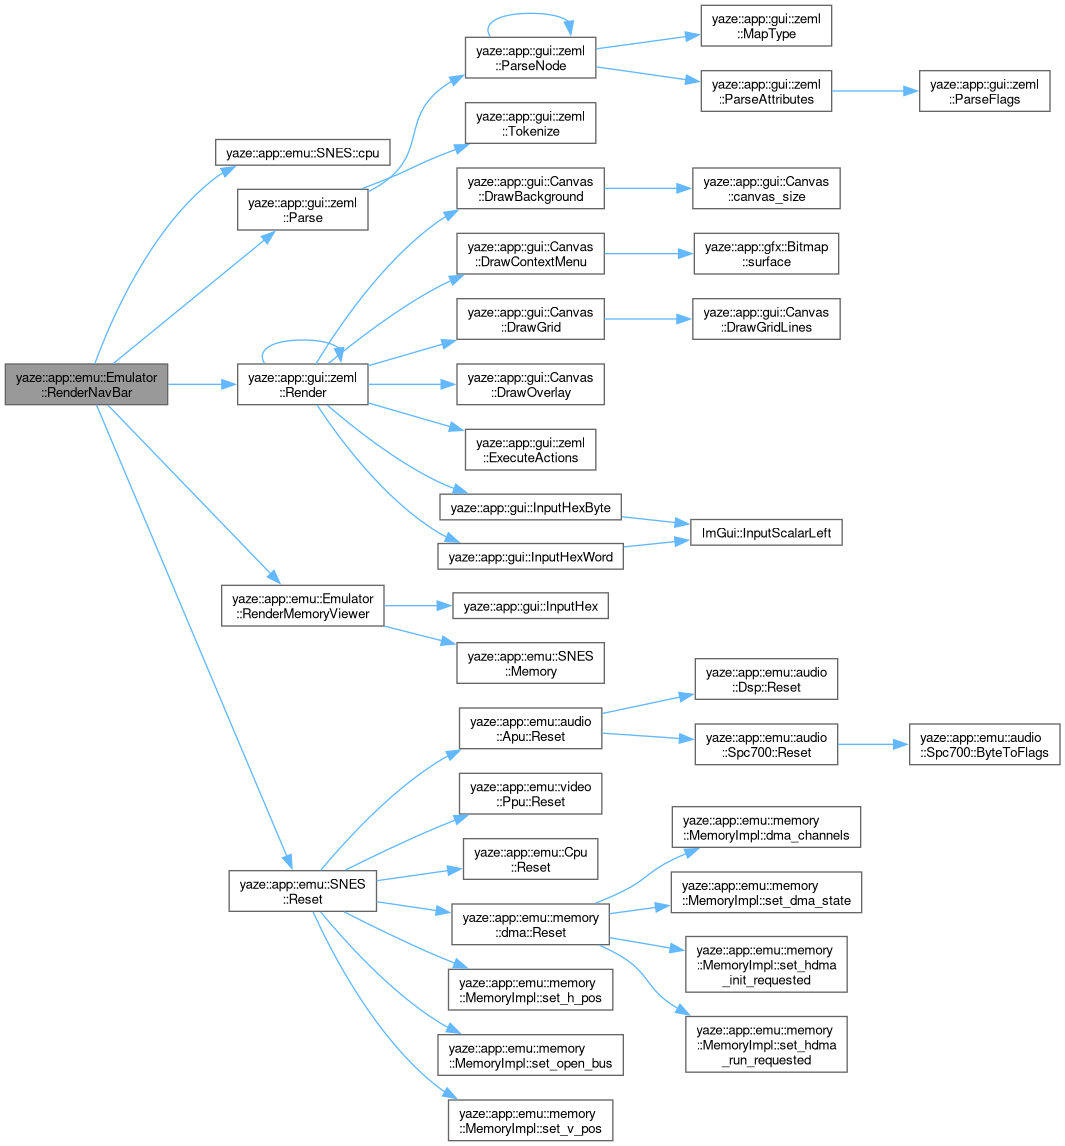 yaze::app::emu::Emulator
::RenderNavBar
yaze::app::emu::SNES::cpu
yaze::app::gui::zeml
::Parse
yaze::app::gui::zeml
::ParseNode
yaze::app::gui::zeml
::MapType
yaze::app::gui::zeml
::ParseAttributes
yaze::app::gui::zeml
::ParseFlags
yaze::app::gui::zeml
::Tokenize
yaze::app::gui::zeml
::Render
yaze::app::gui::Canvas
::DrawBackground
yaze::app::gui::Canvas
::canvas_size
yaze::app::gui::Canvas
::DrawContextMenu
yaze::app::gfx::Bitmap
::surface
yaze::app::gui::Canvas
::DrawGrid
yaze::app::gui::Canvas
::DrawGridLines
yaze::app::gui::Canvas
::DrawOverlay
yaze::app::gui::zeml
::ExecuteActions
yaze::app::gui::InputHexByte
ImGui::InputScalarLeft
yaze::app::gui::InputHexWord
yaze::app::emu::Emulator
::RenderMemoryViewer
yaze::app::gui::InputHex
yaze::app::emu::SNES
::Memory
yaze::app::emu::SNES
::Reset
yaze::app::emu::audio
::Apu::Reset
yaze::app::emu::audio
::Dsp::Reset
yaze::app::emu::audio
::Spc700::Reset
yaze::app::emu::audio
::Spc700::ByteToFlags
yaze::app::emu::video
::Ppu::Reset
yaze::app::emu::Cpu
::Reset
yaze::app::emu::memory
::dma::Reset
yaze::app::emu::memory
::MemoryImpl::dma_channels
yaze::app::emu::memory
::MemoryImpl::set_dma_state
yaze::app::emu::memory
::MemoryImpl::set_hdma
_init_requested
yaze::app::emu::memory
::MemoryImpl::set_hdma
_run_requested
yaze::app::emu::memory
::MemoryImpl::set_h_pos
yaze::app::emu::memory
::MemoryImpl::set_open_bus
yaze::app::emu::memory
::MemoryImpl::set_v_pos